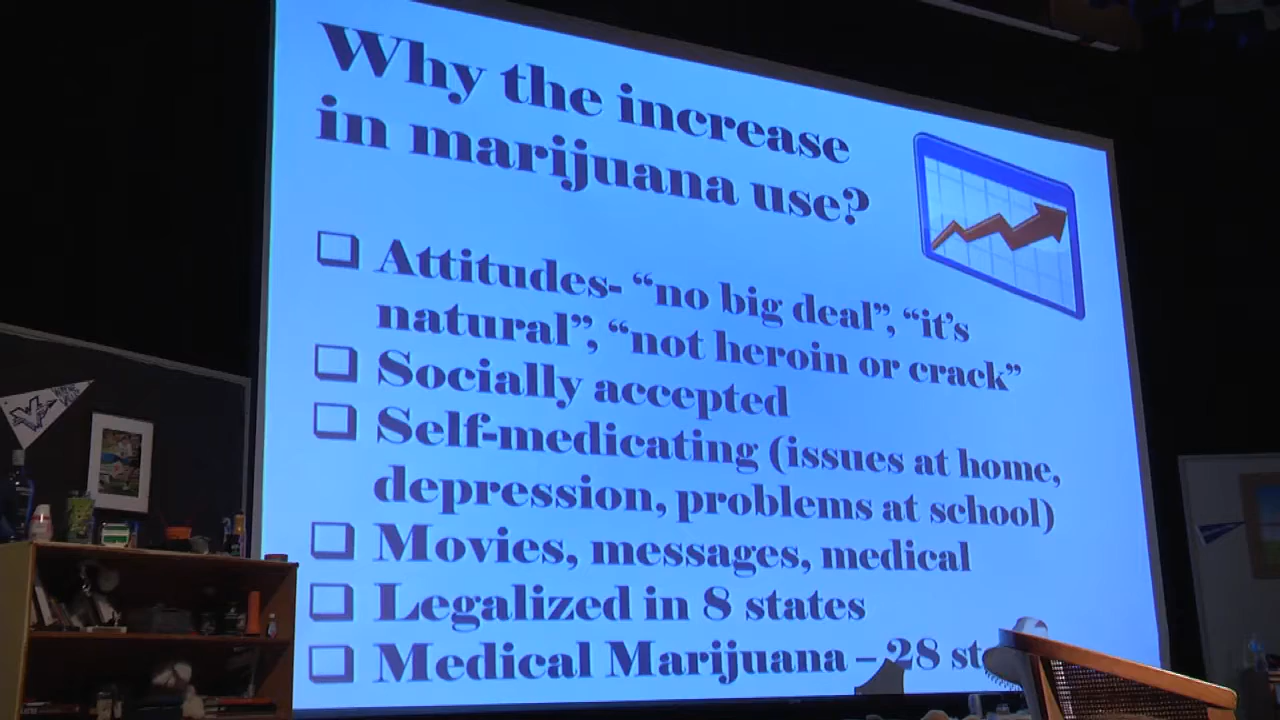 Why the increase
in marijuana use?
❑ Attitudes- “no big deal”, “it’s
natural”, “not heroin or crack”
❑ Socially accepted
❑ Self-medicating (issues at home,
depression, problems at school)
❑ Movies, messages, medical
❑ Legalized in 8 states
❑ Medical Marijuana – 28